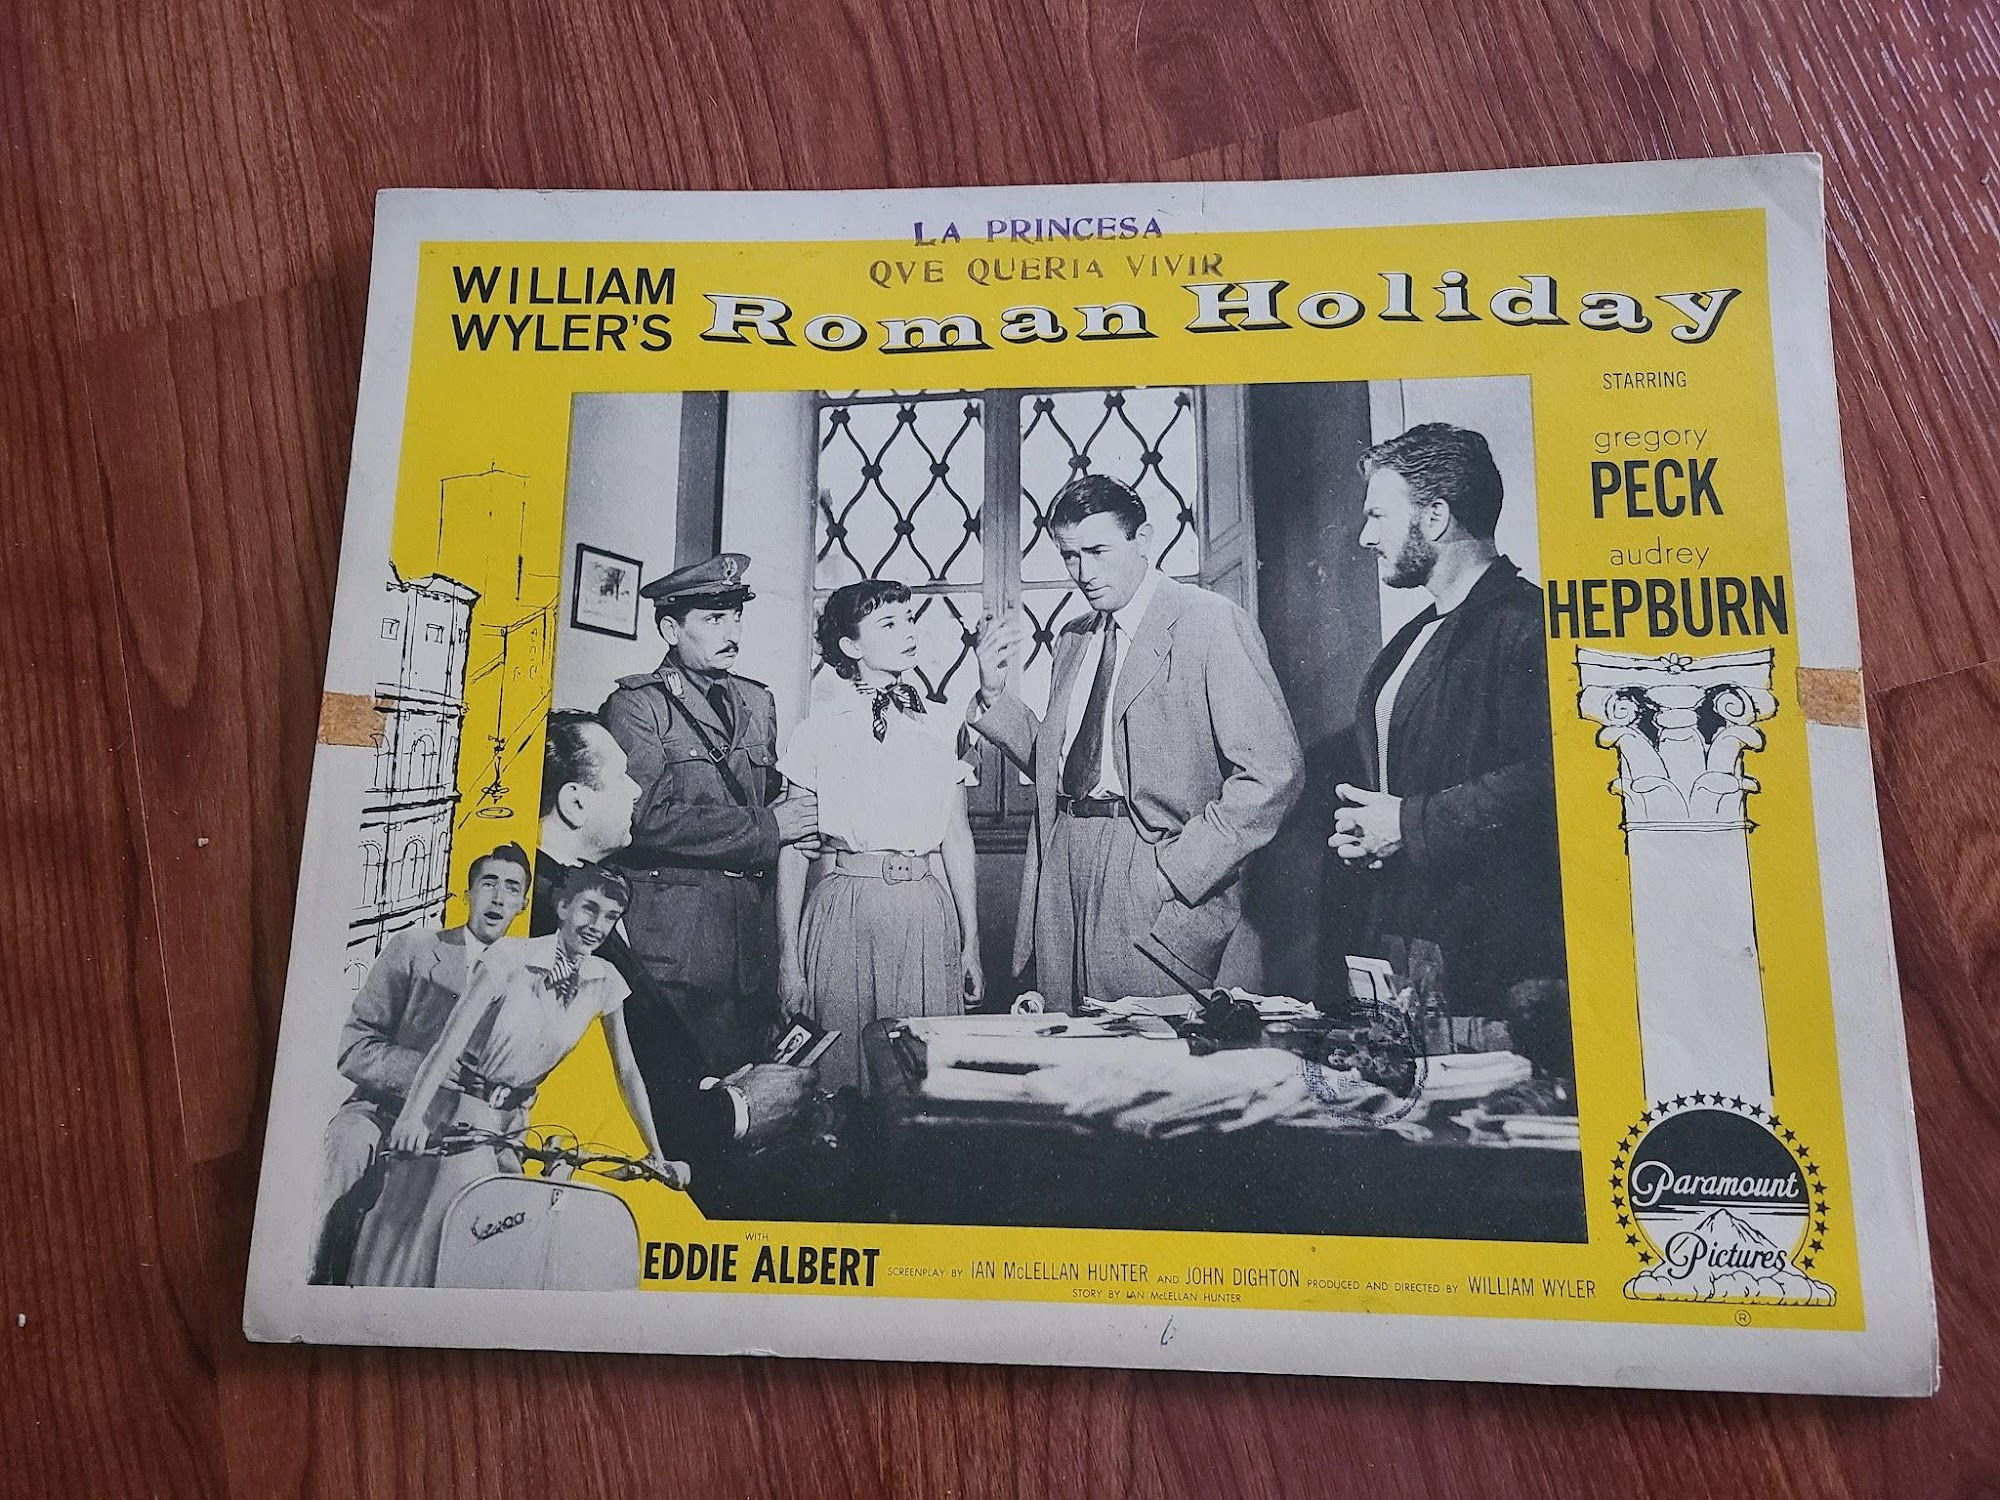 LA PRINCESA
QVE QUERIA VIVIR
WILLIAM
WYLER'S
Roman Holiday
STARRING
gregory
PECK
audrey
HEPBURN
Vespa
Paramount
Pictures
®
WITH
EDDIE ALBERT
SCREENPLAY BY IAN McLELLAN HUNTER AND JOHN DIGHTON PRODUCED AND DIRECTED BY WILLIAM WYLER
STORY BY IAN McLELLAN HUNTER